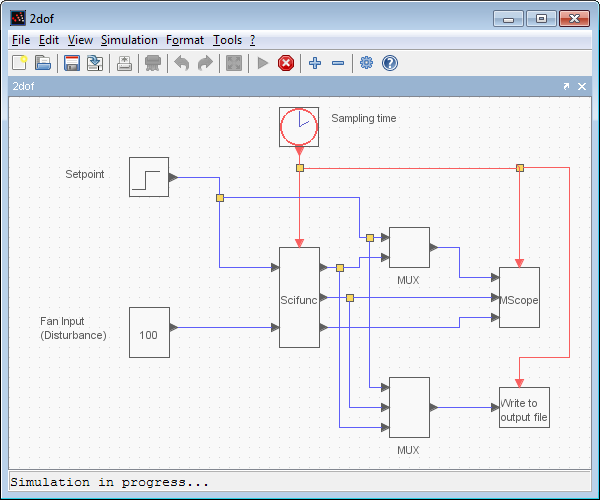 2dof
File Edit View Simulation Format Tools ?
2dof
Sampling time
Setpoint
MUX
Scifunc
MScope
Fan Input
(Disturbance)
100
Write to
output file
MUX
Simulation in progress...